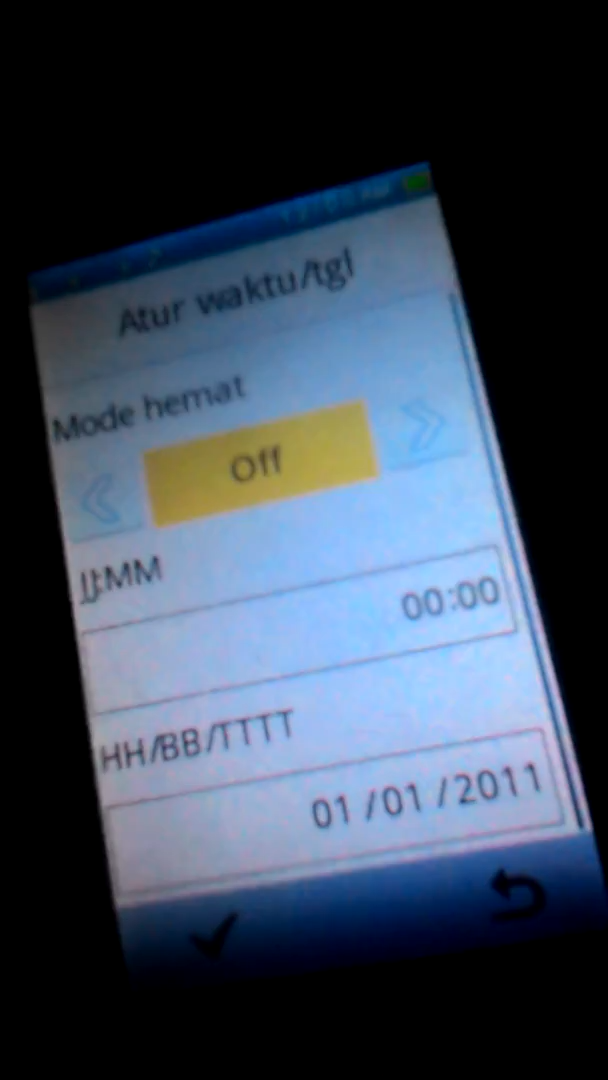 Atur waktu/tgl
Mode hemat
Off
JJ:MM
00:00
HH/BB/TTTT
01 /01 /2011